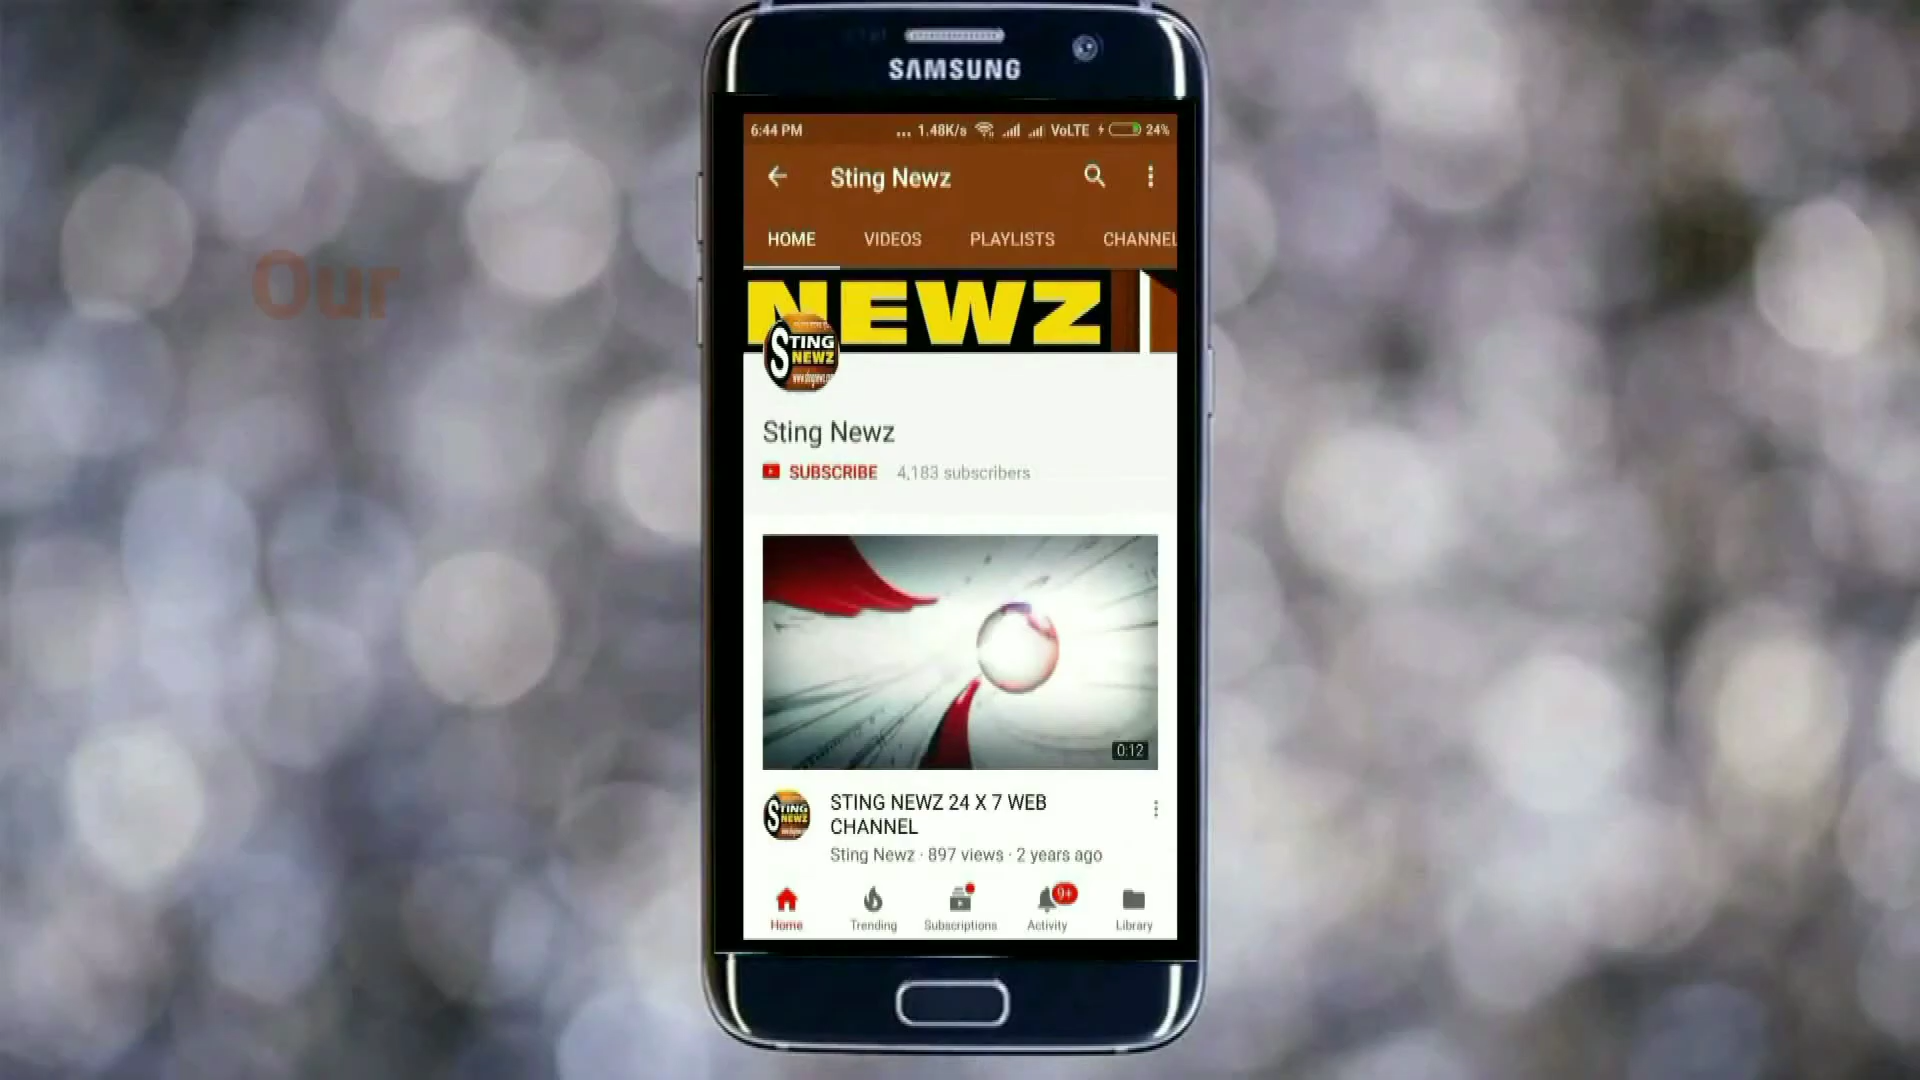 SAMSUNG
6:44 PM ... 1.48K/s VoLTE 24%
Sting Newz
HOME VIDEOS PLAYLISTS CHANNEL
Our
NEWZ
STING
NEWZ
Sting Newz
SUBSCRIBE 4,183 subscribers
0:12
STING
NEWZ
STING NEWZ 24 X 7 WEB
CHANNEL
Sting Newz · 897 views · 2 years ago
9+
Home Trending Subscriptions Activity Library